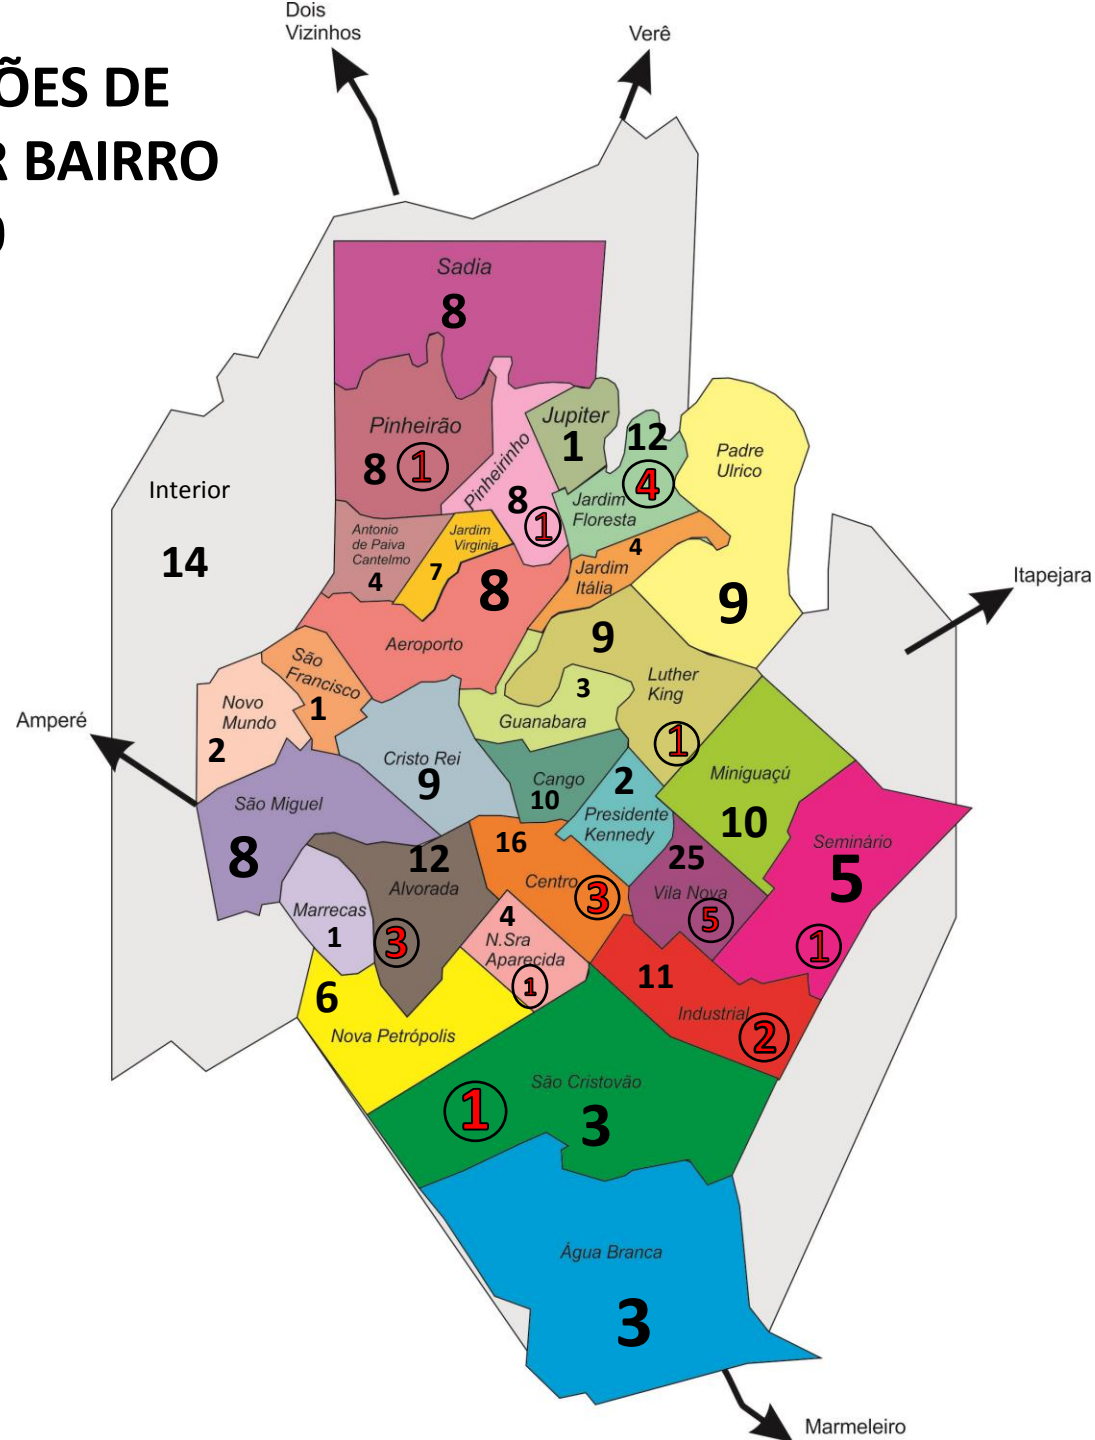 Dois
Vizinhos
Verê
ÕES DE
R BAIRRO
Sadia
8
Pinheirão
8 1
Pinheirinho
8
1
Jupiter
1
12
4
Jardim
Floresta
Padre
Ulrico
9
Interior
14
Antonio
de Paiva
Cantelmo
4
Jardim
Virginia
7
8
Aeroporto
4
Jardim
Itália
Itapejara
9
Luther
King
1
São
Francisco
1
Novo
Mundo
2
Amperé
3
Guanabara
Cristo Rei
9
Cango
10
2
Presidente
Kennedy
Miniguaçú
10
São Miguel
8
Seminário
5
1
12
Alvorada
3
16
Centro
3
25
Vila Nova
5
Marrecas
1
4
N.Sra
Aparecida
1
11
Industrial
2
6
Nova Petrópolis
São Cristovão
1
3
Água Branca
3
Marmeleiro